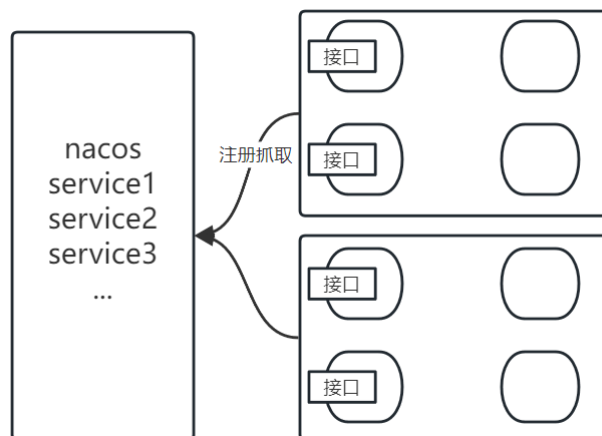 nacos
service1
service2
service3
...
注册抓取
接口
接口
接口
接口